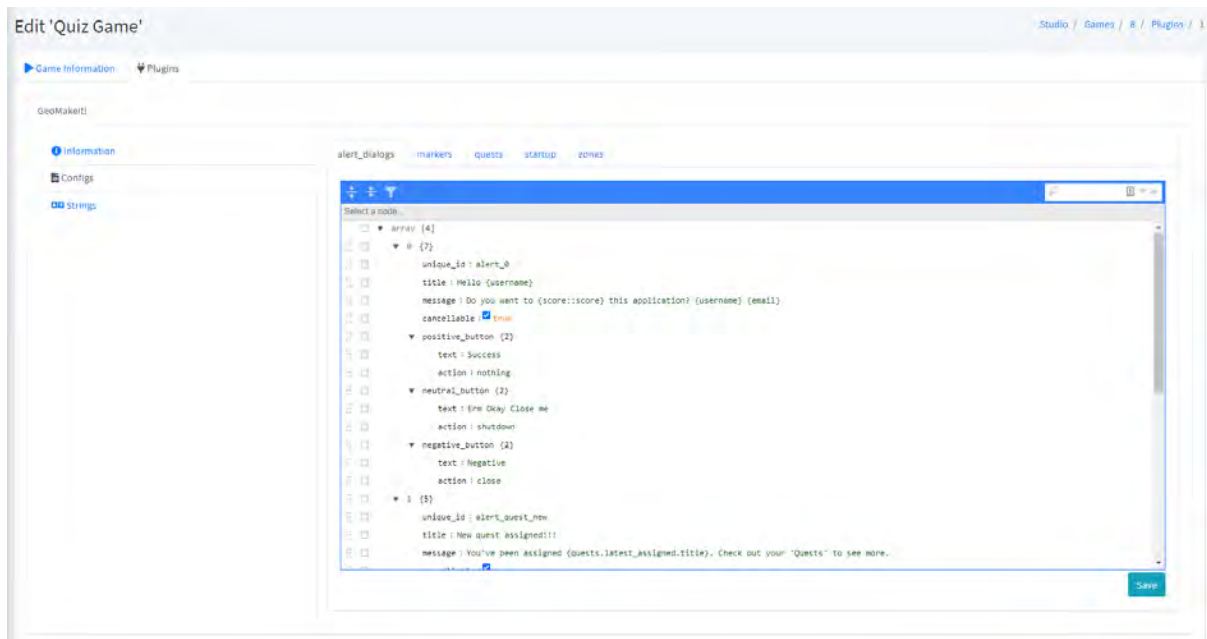 Edit 'Quiz Game'
Studio / Games / 8 / Plugins / 1
Game Information Plugins
GeoMakeIt!
Information
Configs
Strings
alert_dialogs markers quests startup zones
Select a node...
array [4]
0 {7}
unique_id : alert_0
title : Hello {username}
message : Do you want to {score::score} this application? {username} {email}
cancellable : true
positive_button {2}
text : Success
action : nothing
neutral_button {2}
text : Erm Okay Close me
action : shutdown
negative_button {2}
text : Negative
action : close
1 {5}
unique_id : alert_quest_new
title : New quest assigned!!!
message : You've been assigned {quests.latest_assigned.title}. Check out your 'Quests' to see more.
Save